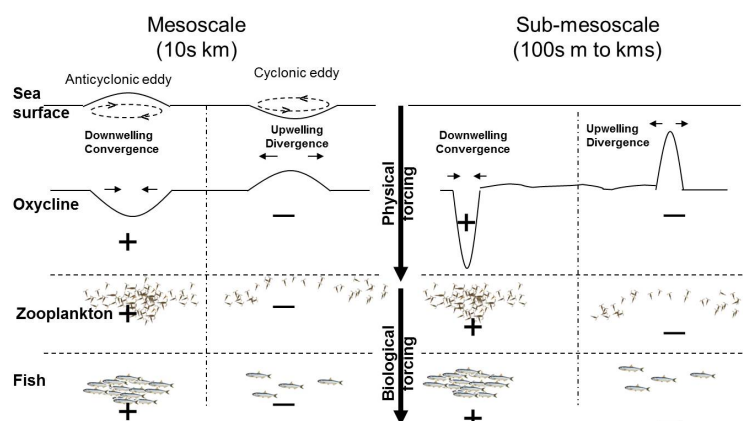 Mesoscale
(10s km)
Sub-mesoscale
(100s m to kms)
Anticyclonic eddy
Cyclonic eddy
Sea
surface
Downwelling
Convergence
Upwelling
Divergence
Downwelling
Convergence
Upwelling
Divergence
Physical
forcing
Oxycline
+
–
+
–
Zooplankton
+
–
+
–
Biological
forcing
Fish
+
–
+